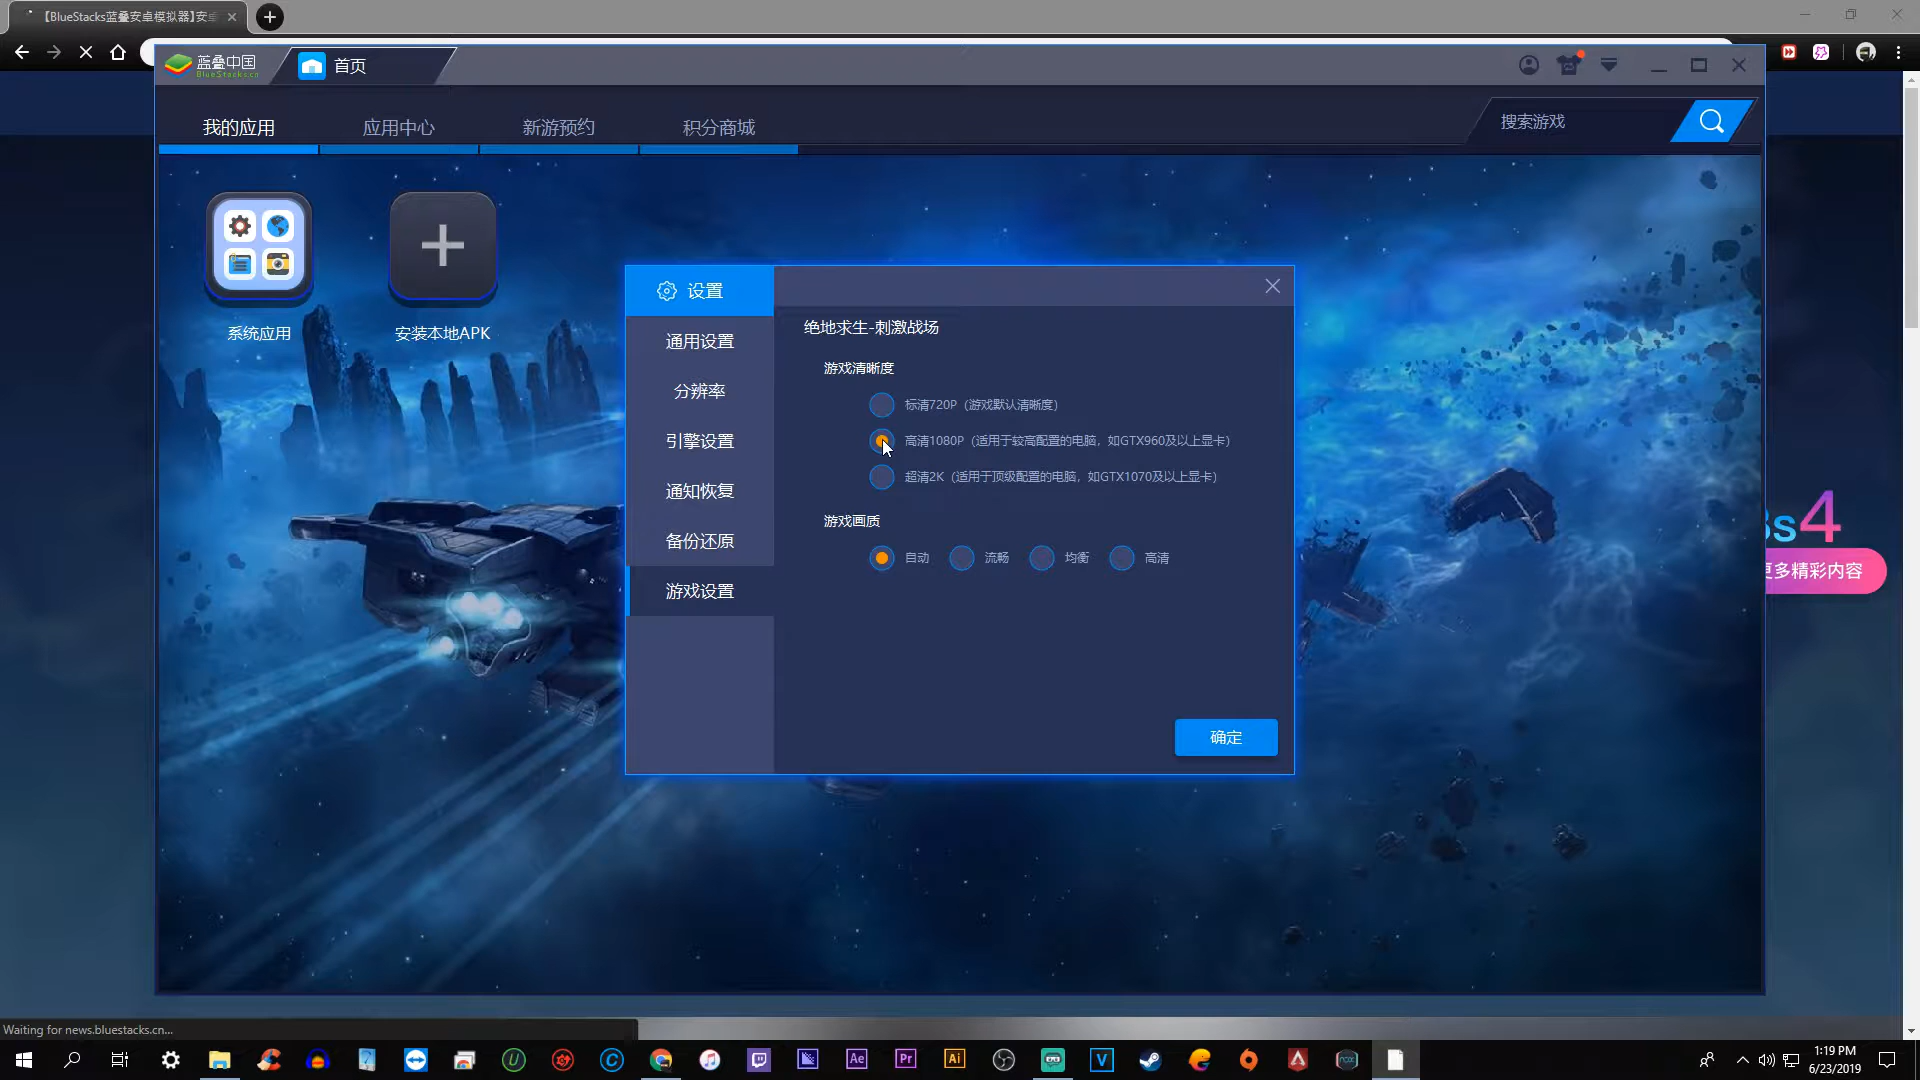 【BlueStacks蓝叠安卓模拟器】安卓
蓝叠中国
BlueStacks.cn
首页
我的应用
应用中心
新游预约
积分商城
搜索游戏
系统应用
安装本地APK
设置
通用设置
分辨率
引擎设置
通知恢复
备份还原
游戏设置
绝地求生-刺激战场
游戏清晰度
标清720P（游戏默认清晰度）
高清1080P（适用于较高配置的电脑，如GTX960及以上显卡）
超清2K（适用于顶级配置的电脑，如GTX1070及以上显卡）
游戏画质
自动
流畅
均衡
高清
确定
s4
更多精彩内容
Waiting for news.bluestacks.cn...
Ae
Pr
Ai
1:19 PM
6/23/2019